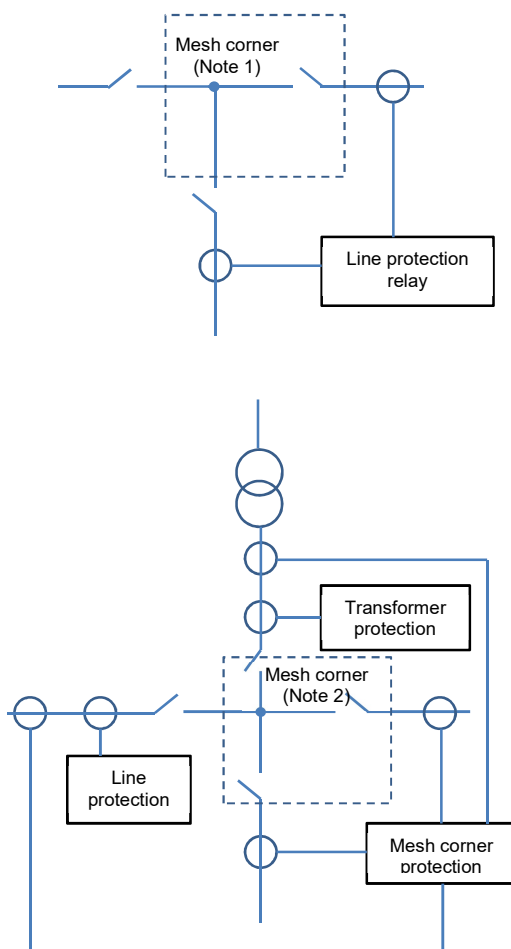 Mesh corner
(Note 1)
Line protection
relay
Transformer
protection
Mesh corner
(Note 2)
Line
protection
Mesh corner
protection